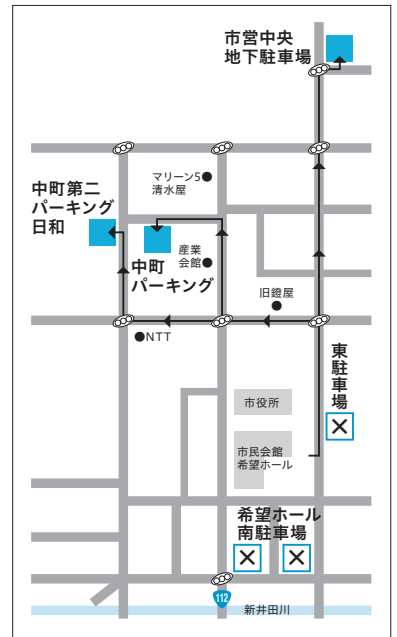 市営中央
地下駐車場
マリーン5
清水屋
中町第二
パーキング
日和
産業
会館
中町
パーキング
旧鐙屋
NTT
東駐車場
市役所
市民会館
希望ホール
希望ホール
南駐車場
112
新井田川